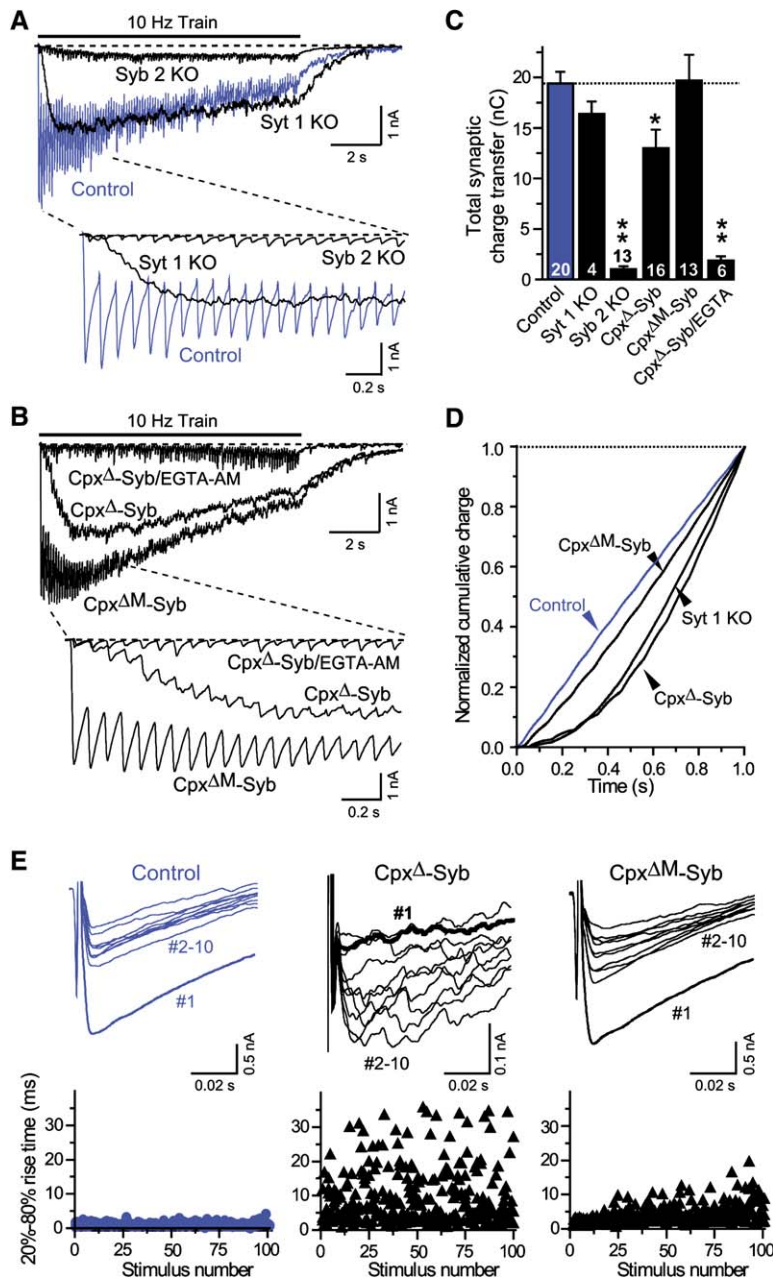 A
10 Hz Train
Syb 2 KO
Syt 1 KO
Control
1 nA
2 s
Syt 1 KO
Syb 2 KO
Control
1 nA
0.2 s
B
10 Hz Train
CpxΔ-Syb/EGTA-AM
CpxΔ-Syb
CpxΔM-Syb
1 nA
2 s
CpxΔ-Syb/EGTA-AM
CpxΔ-Syb
CpxΔM-Syb
1 nA
0.2 s
C
Total synaptic
charge transfer (nC)
25
20
15
10
5
0
*
** 
**
20
4
13
16
13
6
Control
Syt 1 KO
Syb 2 KO
CpxΔ-Syb
CpxΔM-Syb
CpxΔ-Syb/EGTA
D
Normalized cumulative charge
1.0
0.8
0.6
0.4
0.2
0.0
CpxΔM-Syb
Control
Syt 1 KO
CpxΔ-Syb
0.0 0.2 0.4 0.6 0.8 1.0
Time (s)
E
Control
#2-10
#1
0.5 nA
0.02 s
CpxΔ-Syb
#1
#2-10
0.1 nA
0.02 s
CpxΔM-Syb
#2-10
#1
0.5 nA
0.02 s
20%-80% rise time (ms)
30
20
10
0
0 25 50 75 100
Stimulus number
30
20
10
0
0 25 50 75 100
Stimulus number
30
20
10
0
0 25 50 75 100
Stimulus number